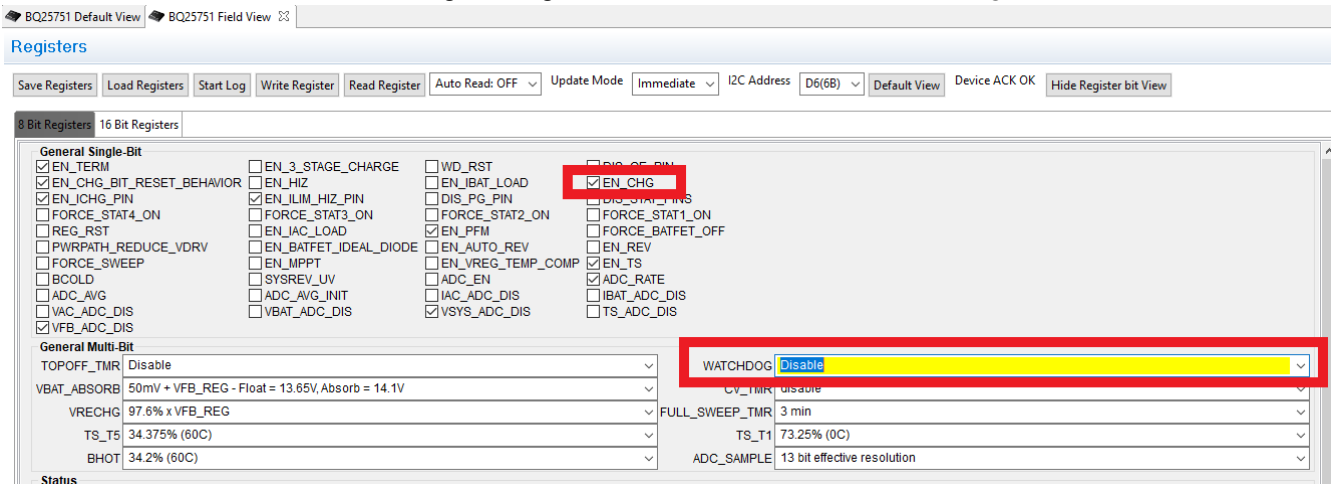 BQ25751 Default View BQ25751 Field View
Registers
Save Registers Load Registers Start Log Write Register Read Register Auto Read: OFF Update Mode Immediate I2C Address D6(6B) Default View Device ACK OK Hide Register bit View
8 Bit Registers 16 Bit Registers
General Single-Bit
EN_TERM EN_3_STAGE_CHARGE WD_RST
EN_CHG_BIT_RESET_BEHAVIOR EN_HIZ EN_IBAT_LOAD EN_CHG
EN_ICHG_PIN EN_ILIM_HIZ_PIN DIS_PG_PIN DIS_STAT_PINS
FORCE_STAT4_ON FORCE_STAT3_ON FORCE_STAT2_ON FORCE_STAT1_ON
REG_RST EN_IAC_LOAD EN_PFM FORCE_BATFET_OFF
PWRPATH_REDUCE_VDRV EN_BATFET_IDEAL_DIODE EN_AUTO_REV EN_REV
FORCE_SWEEP EN_MPPT EN_VREG_TEMP_COMP EN_TS
BCOLD SYSREV_UV ADC_EN ADC_RATE
ADC_AVG ADC_AVG_INIT IAC_ADC_DIS IBAT_ADC_DIS
VAC_ADC_DIS VBAT_ADC_DIS VSYS_ADC_DIS TS_ADC_DIS
VFB_ADC_DIS
General Multi-Bit
TOPOFF_TMR Disable WATCHDOG Disable
VBAT_ABSORB 50mV + VFB_REG - Float = 13.65V, Absorb = 14.1V CV_TMR disable
VRECHG 97.6% x VFB_REG FULL_SWEEP_TMR 3 min
TS_T5 34.375% (60C) TS_T1 73.25% (0C)
BHOT 34.2% (60C) ADC_SAMPLE 13 bit effective resolution
Status